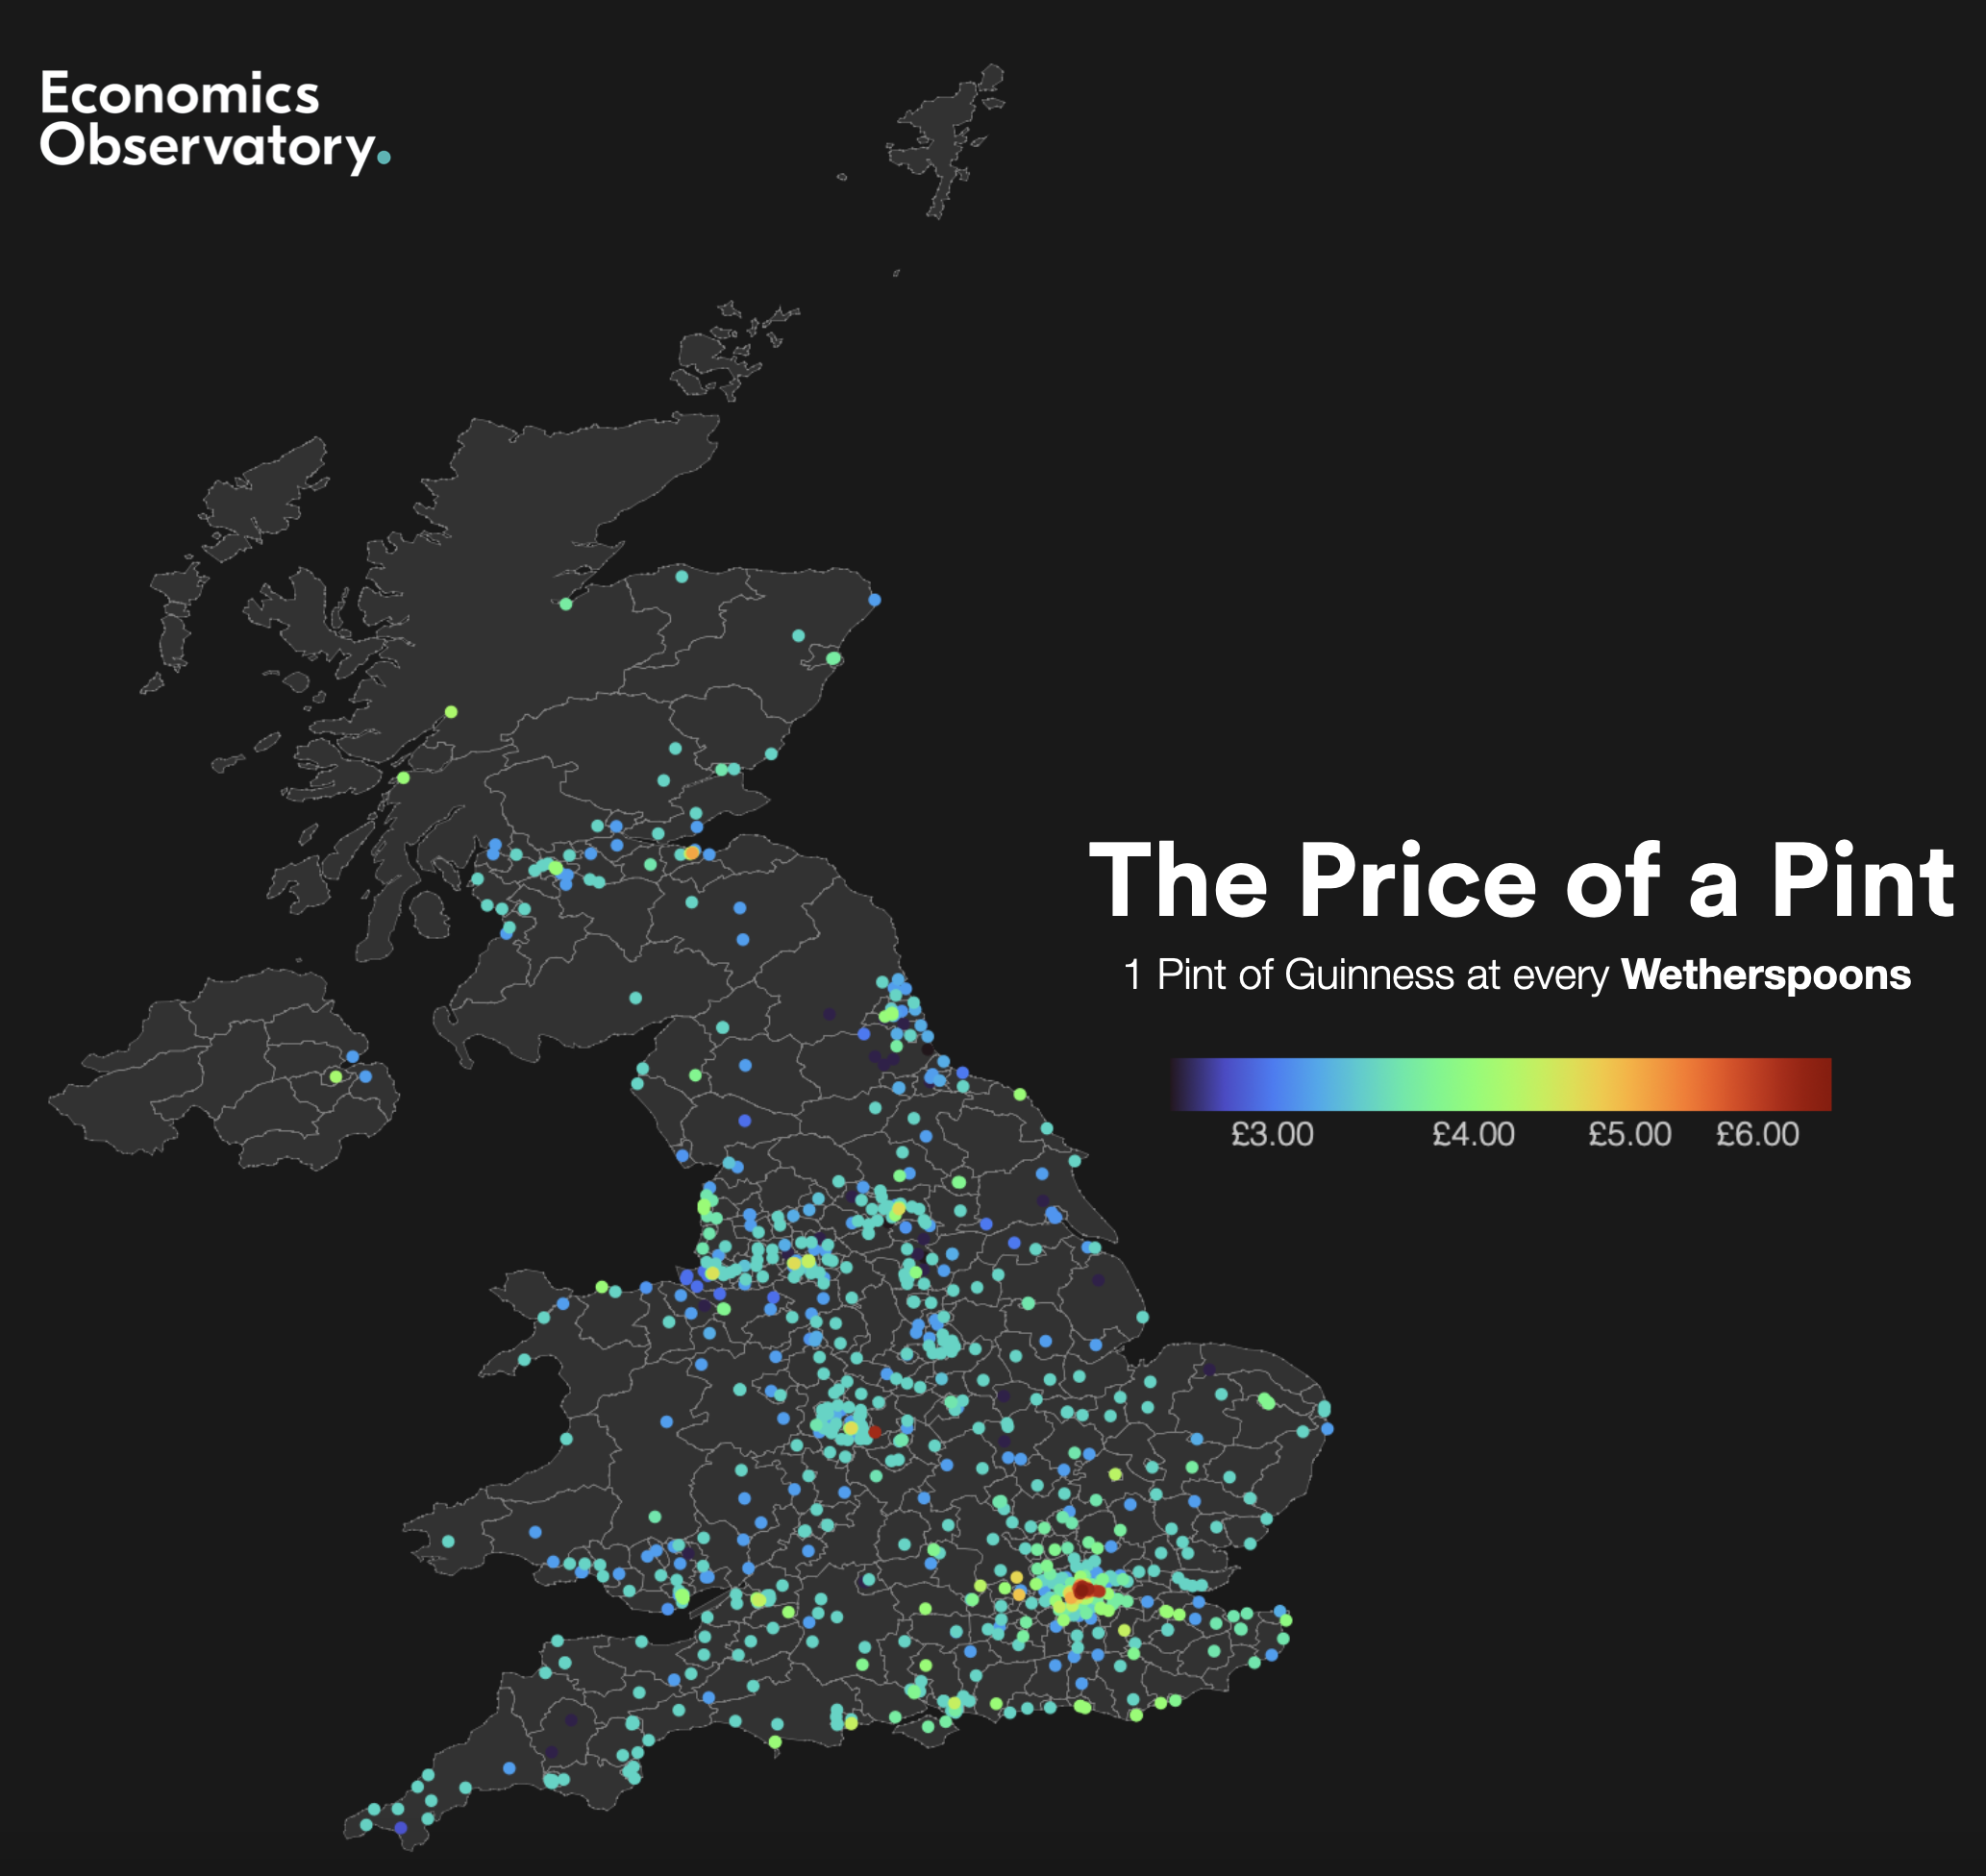 Economics
Observatory.
The Price of a Pint
1 Pint of Guinness at every Wetherspoons
£3.00 £4.00 £5.00 £6.00